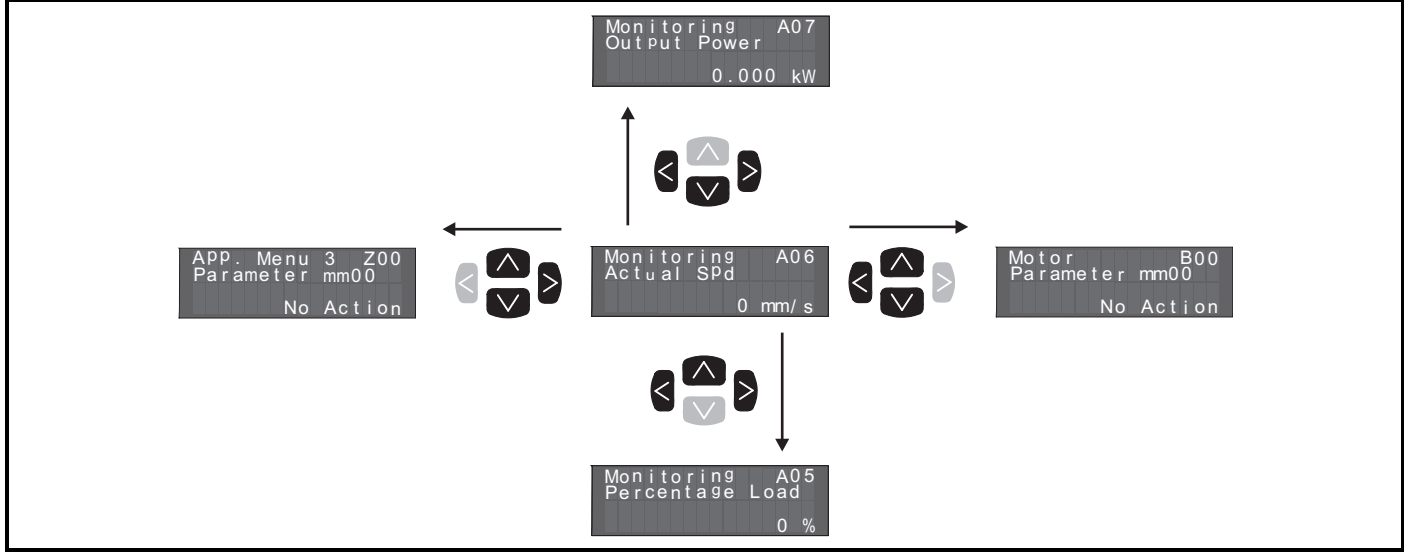 Monitoring A07
Output Power
0.000 kW
App. Menu 3 Z00
Parameter mm00
No Action
Monitoring A06
Actual Spd
0 mm/s
Motor B00
Parameter mm00
No Action
Monitoring A05
Percentage Load
0 %